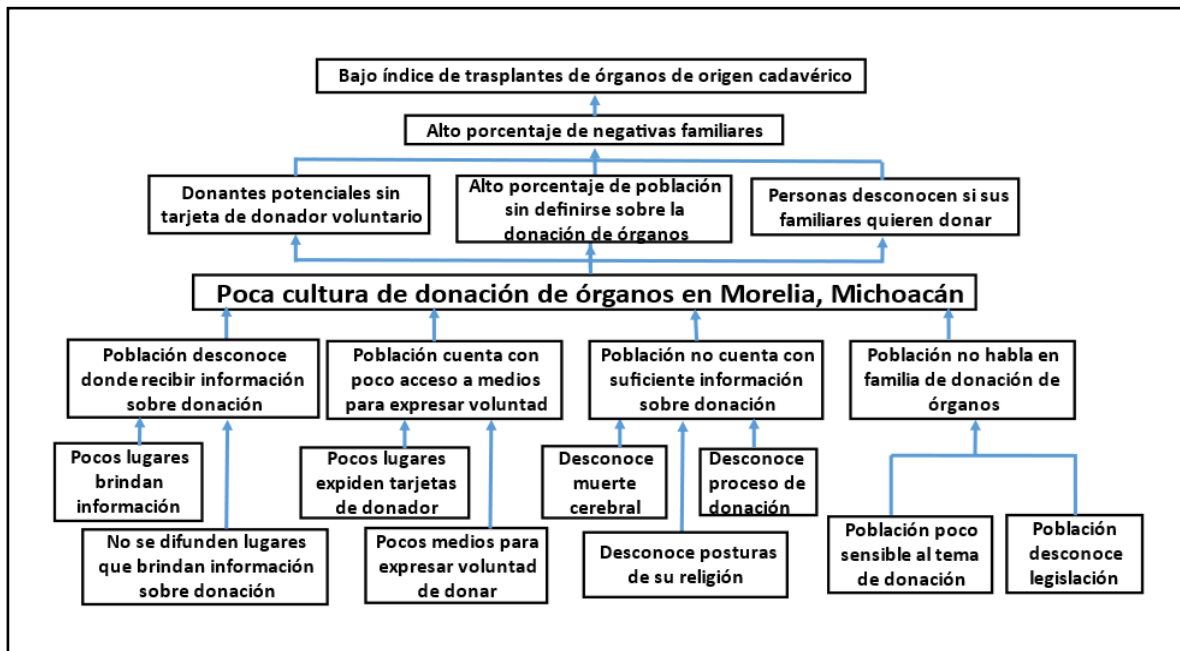 Bajo índice de trasplantes de órganos de origen cadavérico
Alto porcentaje de negativas familiares
Donantes potenciales sin
tarjeta de donador voluntario
Alto porcentaje de población
sin definirse sobre la
donación de órganos
Personas desconocen si sus
familiares quieren donar
Poca cultura de donación de órganos en Morelia, Michoacán
Población desconoce
donde recibir información
sobre donación
Población cuenta con
poco acceso a medios
para expresar voluntad
Población no cuenta con
suficiente información
sobre donación
Población no habla en
familia de donación de
órganos
Pocos lugares
brindan
información
Pocos lugares
expiden tarjetas
de donador
Desconoce
muerte
cerebral
Desconoce
proceso de
donación
No se difunden lugares
que brindan información
sobre donación
Pocos medios para
expresar voluntad
de donar
Desconoce posturas
de su religión
Población poco
sensible al tema
de donación
Población
desconoce
legislación